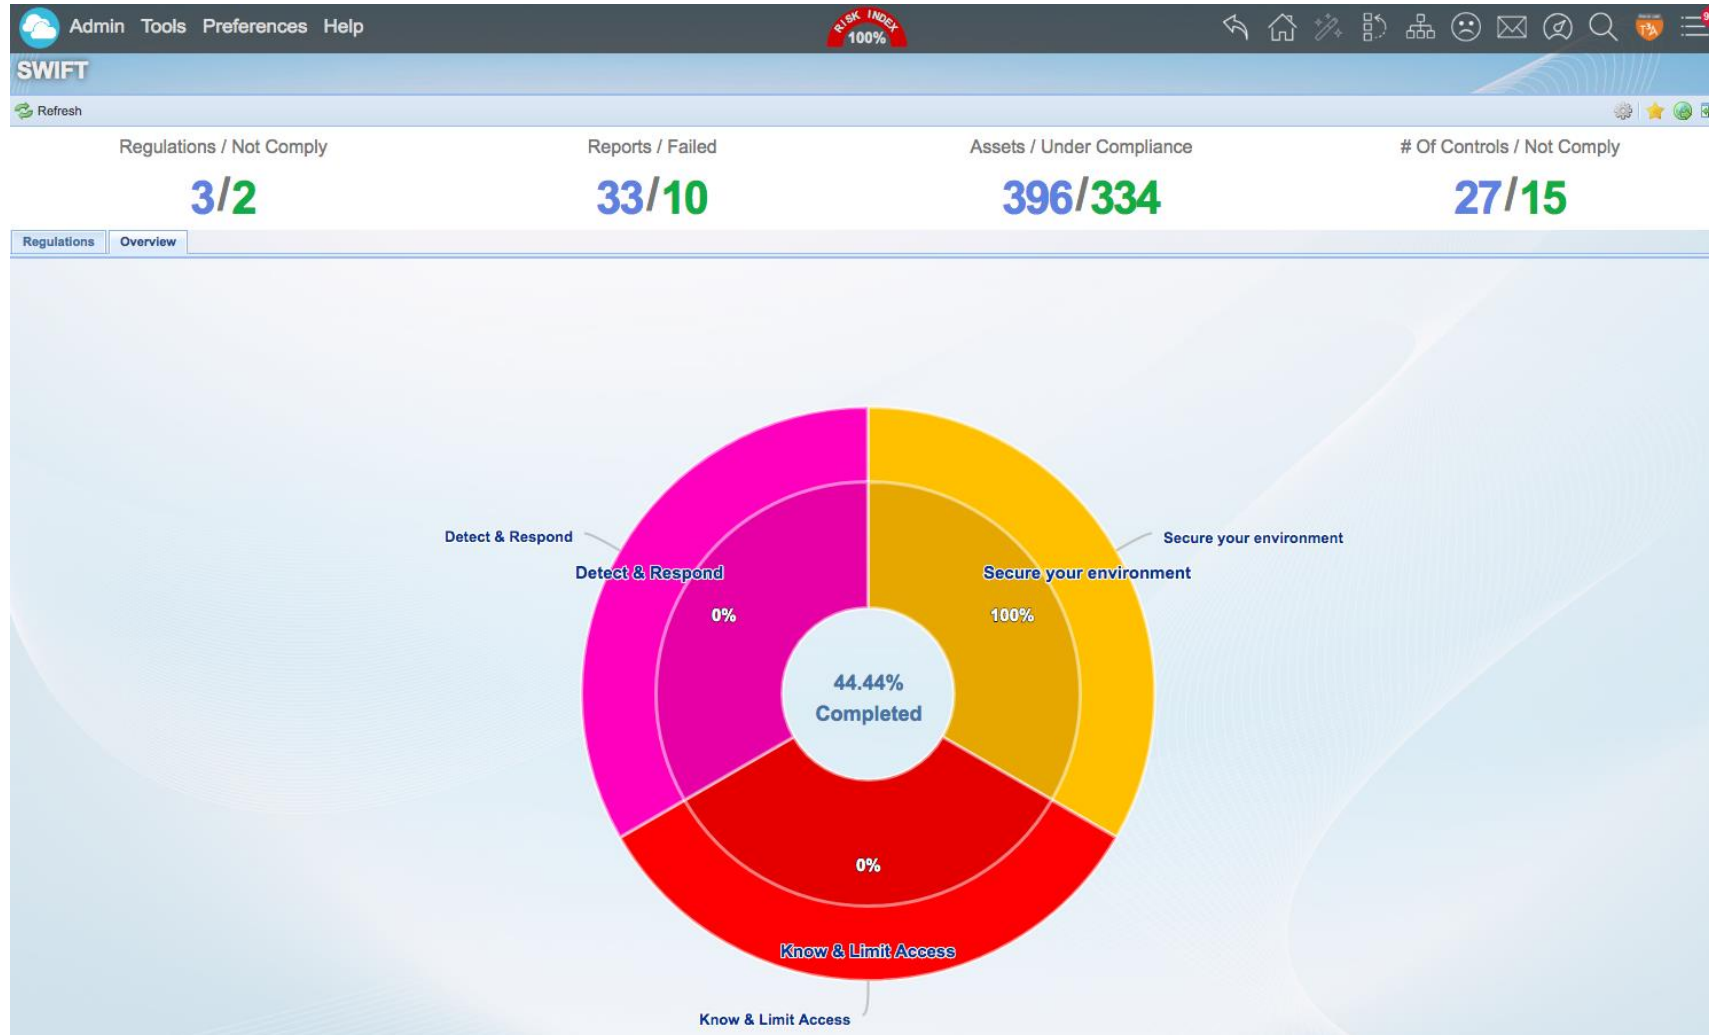 Admin Tools Preferences Help
RISK INDEX
100%
9
SWIFT
Refresh
Regulations / Not Comply
Reports / Failed
Assets / Under Compliance
# Of Controls / Not Comply
3/2
33/10
396/334
27/15
Regulations
Overview
Detect & Respond
Secure your environment
Detect & Respond
Secure your environment
0%
100%
44.44%
Completed
0%
Know & Limit Access
Know & Limit Access